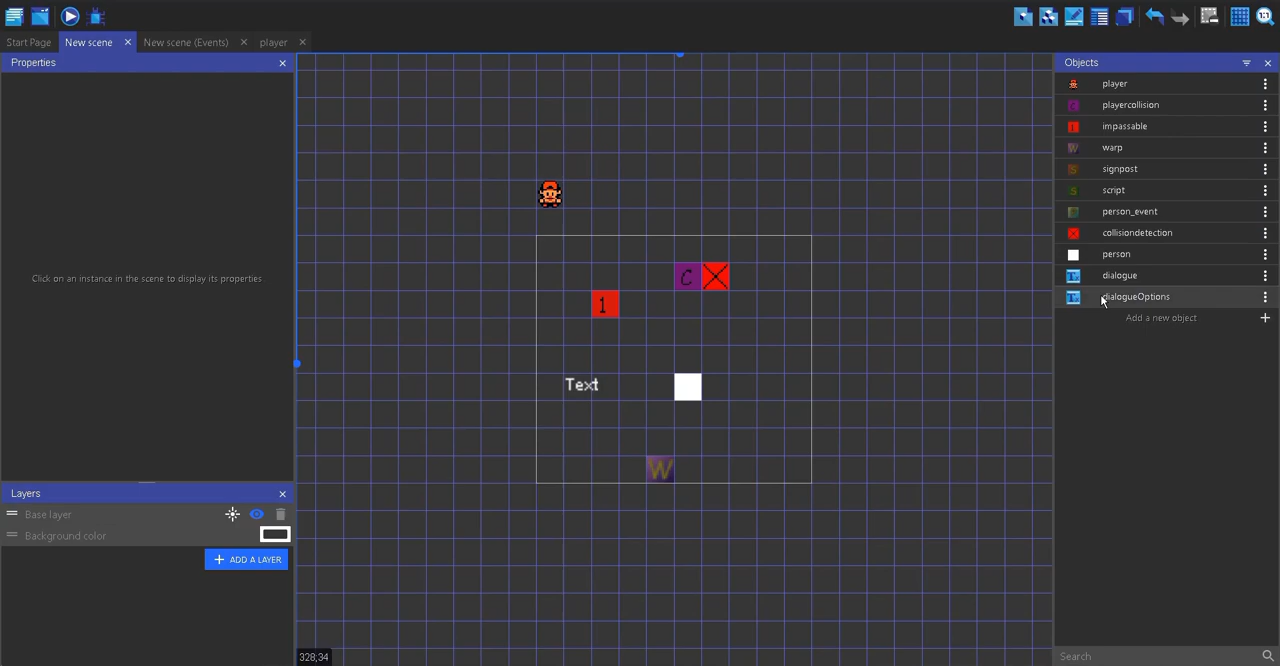 Start Page
New scene
New scene (Events)
player
Properties
Click on an instance in the scene to display its properties
Layers
Base layer
Background color
ADD A LAYER
C
1
Text
W
328;34
Objects
player
playercollision
impassable
warp
signpost
script
person_event
collisiondetection
person
dialogue
dialogueOptions
Add a new object
Search